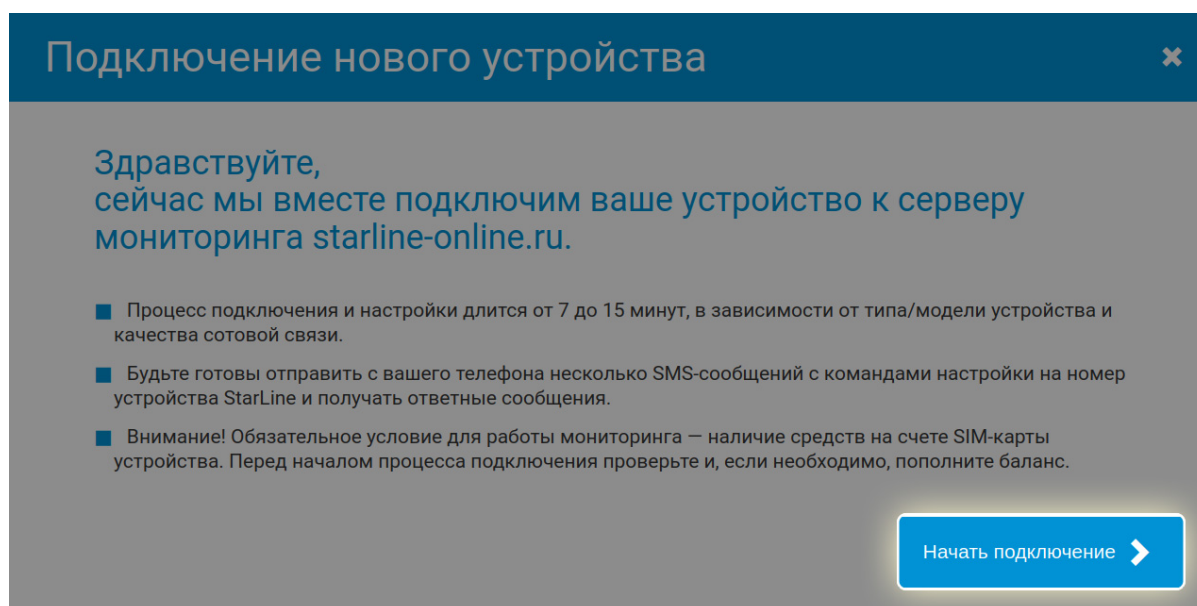 Подключение нового устройства
Здравствуйте,
сейчас мы вместе подключим ваше устройство к серверу
мониторинга starline-online.ru.
Процесс подключения и настройки длится от 7 до 15 минут, в зависимости от типа/модели устройства и
качества сотовой связи.
Будьте готовы отправить с вашего телефона несколько SMS-сообщений с командами настройки на номер
устройства StarLine и получать ответные сообщения.
Внимание! Обязательное условие для работы мониторинга — наличие средств на счете SIM-карты
устройства. Перед началом процесса подключения проверьте и, если необходимо, пополните баланс.
Начать подключение